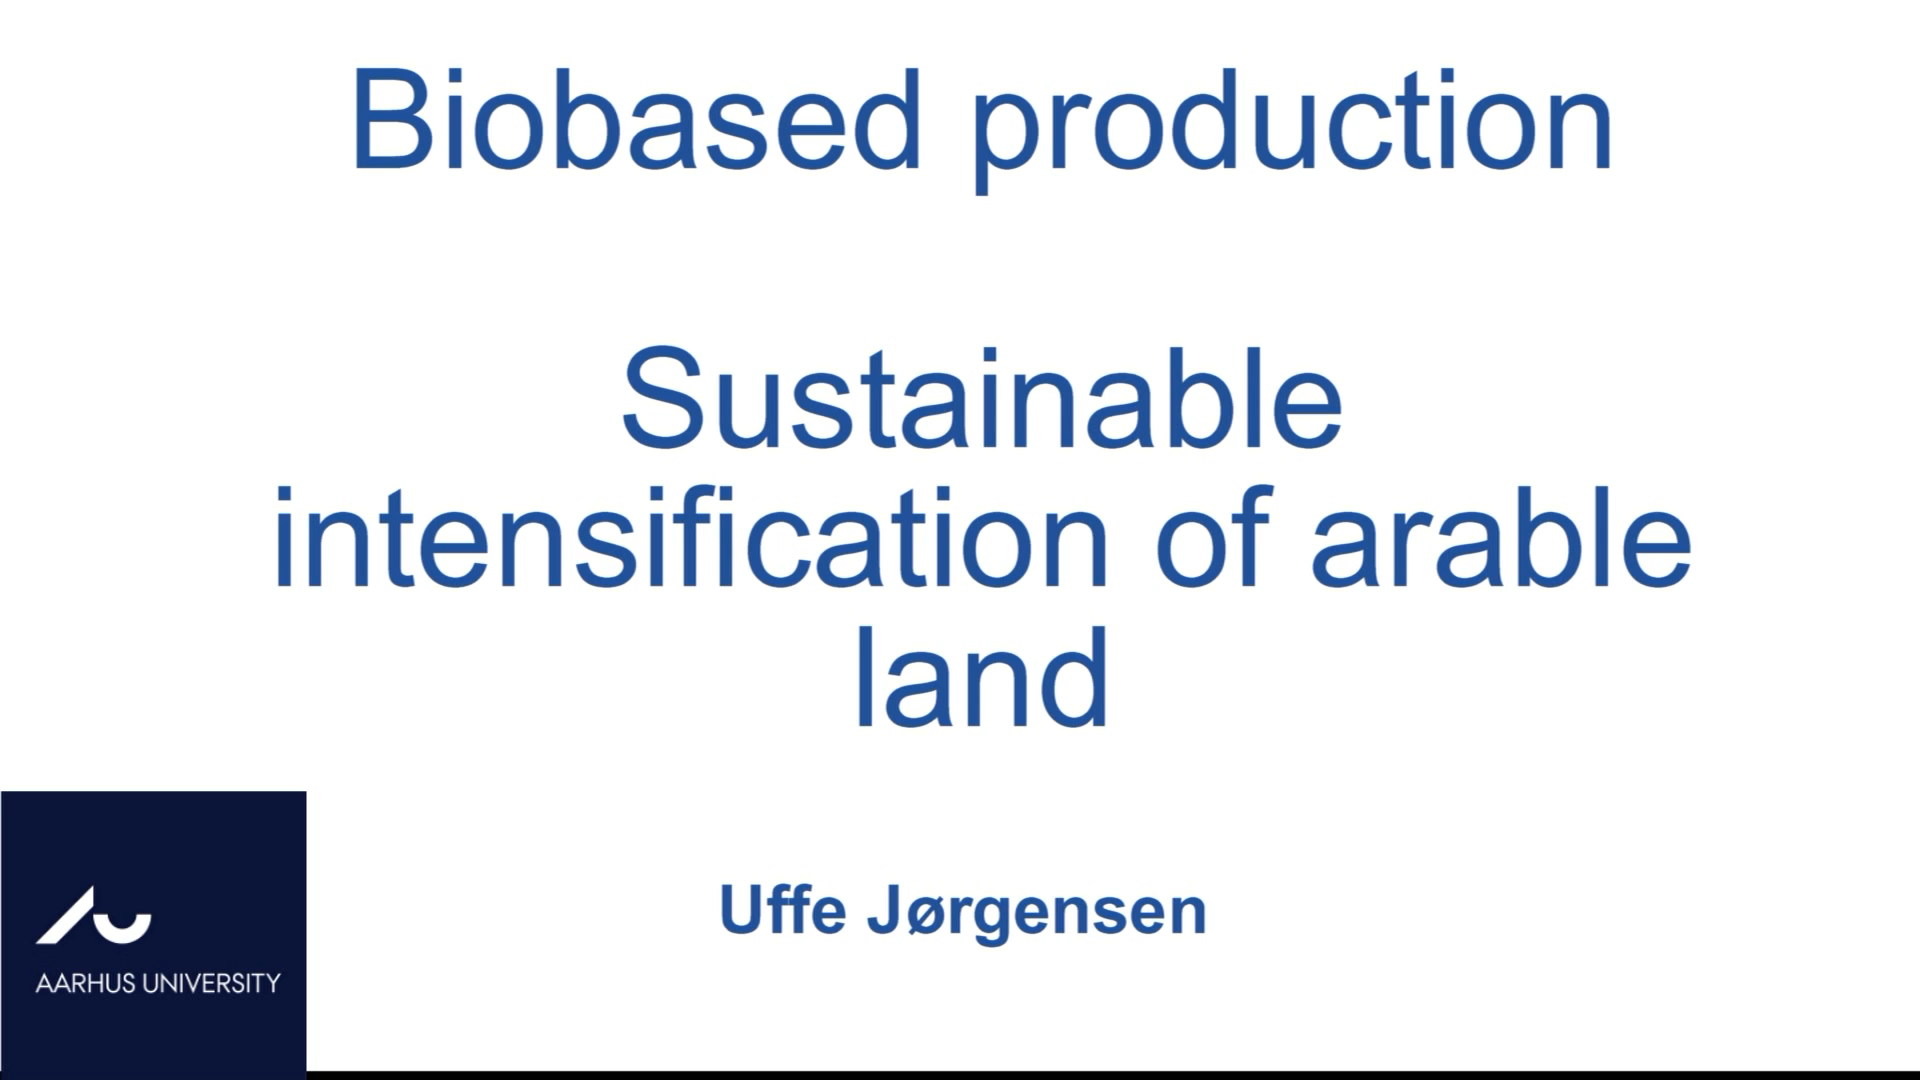 Biobased production
Sustainable
intensification of arable
land
Uffe Jørgensen
AARHUS UNIVERSITY